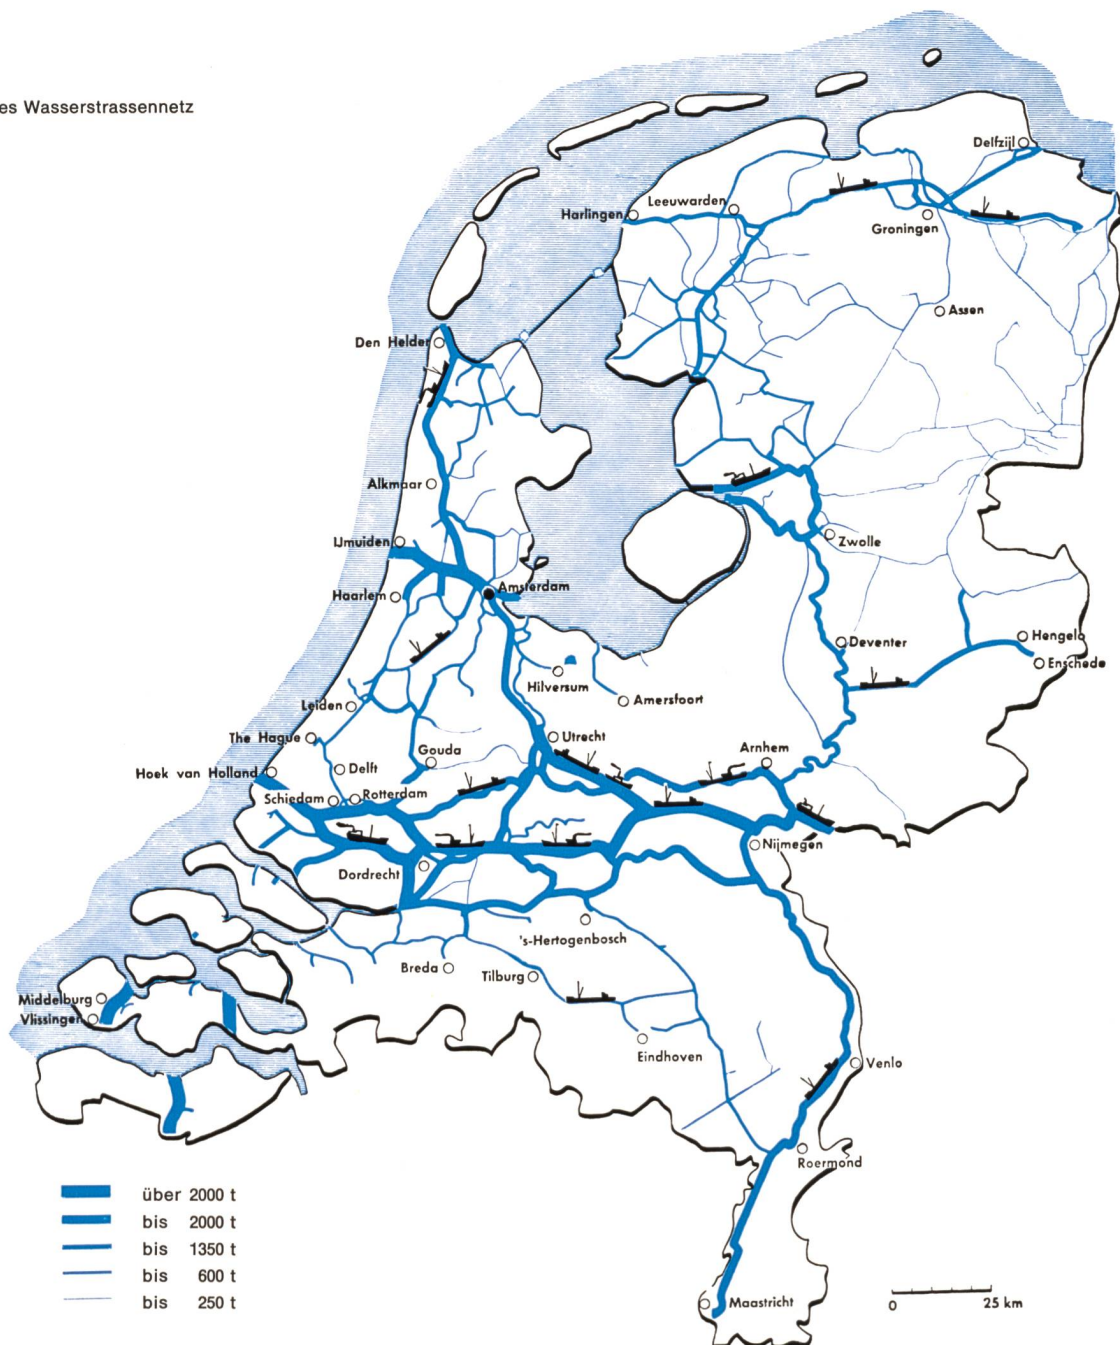 es Wasserstrassennetz
Delfzijl
Leeuwarden
Harlingen
Groningen
Assen
Den Helder
Alkmaar
IJmuiden
Zwolle
Haarlem
Amsterdam
Deventer
Hengelo
Enschede
Hilversum
Amersfoort
Leiden
The Hague
Utrecht
Gouda
Arnhem
Hoek van Holland
Delft
Schiedam
Rotterdam
Nijmegen
Dordrecht
's-Hertogenbosch
Breda
Tilburg
Middelburg
Vlissingen
Eindhoven
Venlo
Roermond
über 2000 t
bis 2000 t
bis 1350 t
bis 600 t
bis 250 t
Maastricht
0 25 km